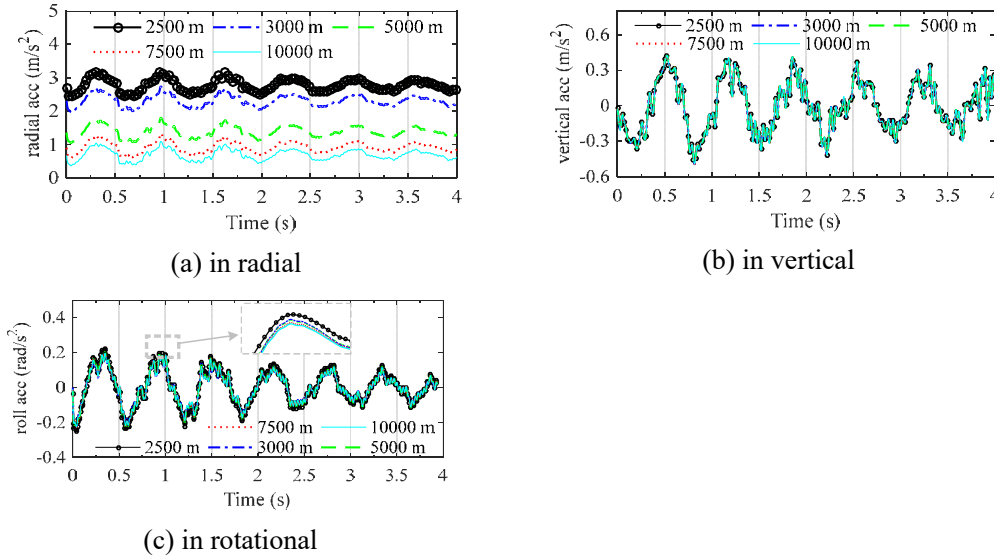 2500 m 3000 m 5000 m
7500 m 10000 m
5
4
3
2
1
0
radial acc (m/s²)
0 0.5 1 1.5 2 2.5 3 3.5 4
Time (s)
(a) in radial
2500 m 3000 m 5000 m
7500 m 10000 m
0.3
0
-0.3
-0.6
vertical acc (m/s²)
0 0.5 1 1.5 2 2.5 3 3.5 4
Time (s)
(b) in vertical
0.4
0.2
0
-0.2
-0.4
roll acc (rad/s²)
7500 m 10000 m
2500 m 3000 m 5000 m
0 0.5 1 1.5 2 2.5 3 3.5 4
Time (s)
(c) in rotational